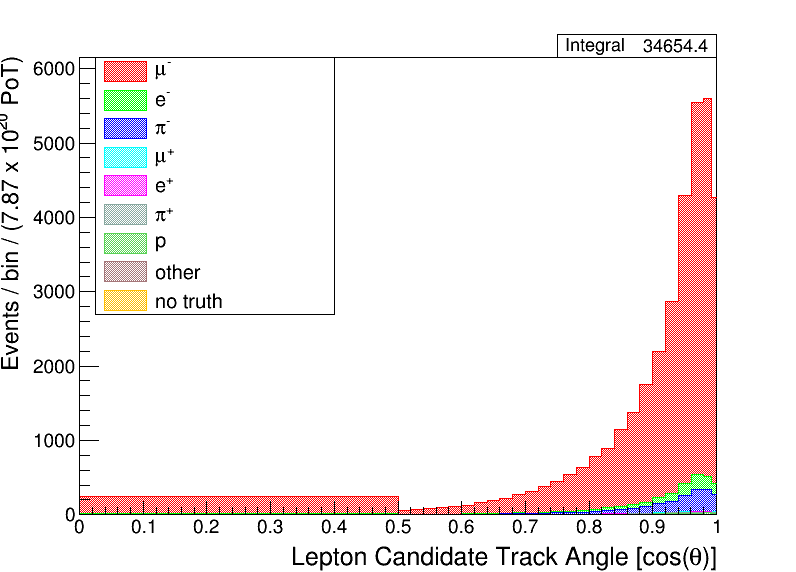 Integral 34654.4
Events / bin / (7.87 x 10²⁰ PoT)
6000
5000
4000
3000
2000
1000
0
μ⁻
e⁻
π⁻
μ⁺
e⁺
π⁺
p
other
no truth
0 0.1 0.2 0.3 0.4 0.5 0.6 0.7 0.8 0.9 1
Lepton Candidate Track Angle [cos(θ)]